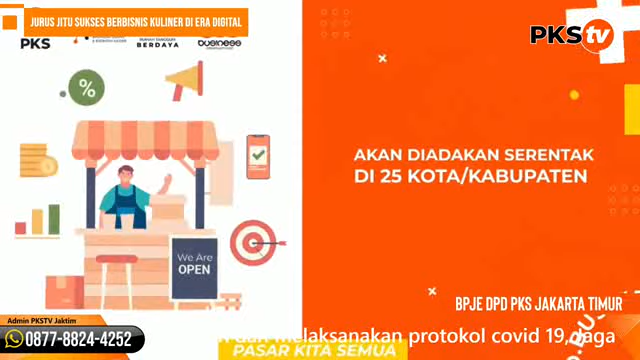 JURUS JITU SUKSES BERBISNIS KULINER DI ERA DIGITAL
PKS
BERDAYA
business
PKStv
%
AKAN DIADAKAN SERENTAK
DI 25 KOTA/KABUPATEN
We Are
OPEN
BPJE DPD PKS JAKARTA TIMUR
Admin PKSTV Jaktim
0877-8824-4252
melaksanakan protokol covid 19,
PASAR KITA SEMUA